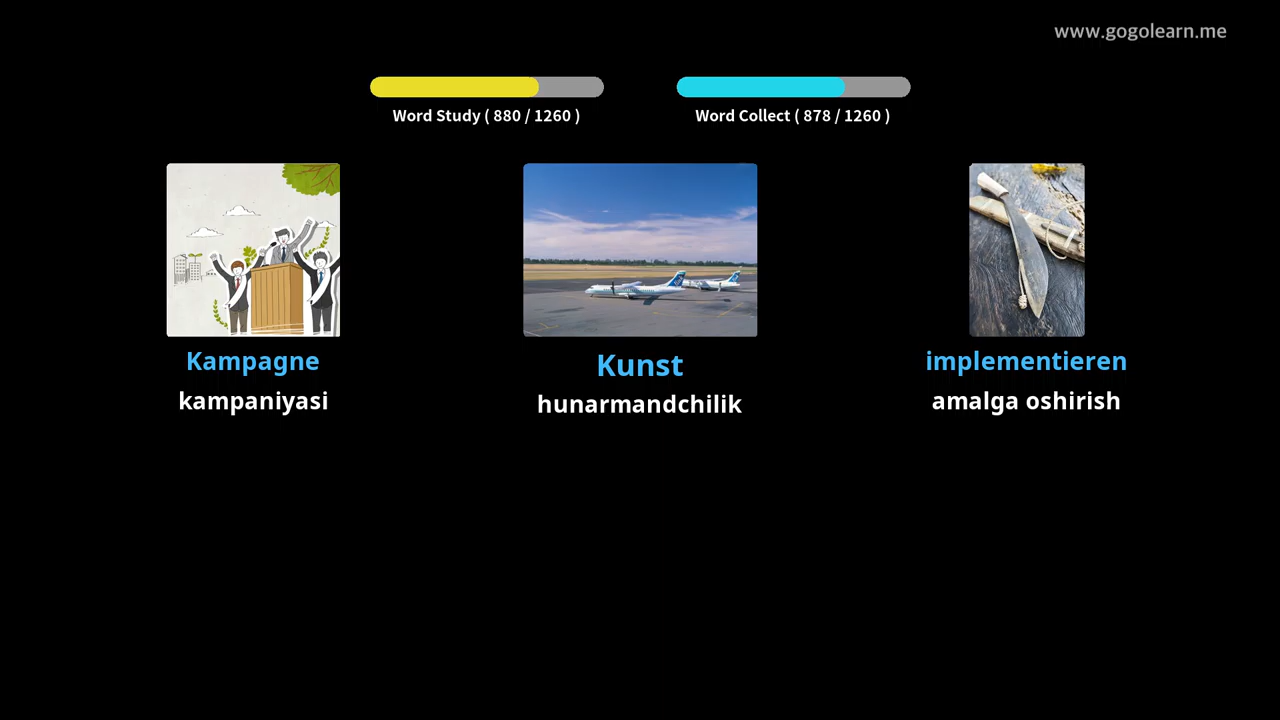 www.gogolearn.me
Word Study ( 880 / 1260 )
Word Collect ( 878 / 1260 )
Kampagne
kampaniyasi
Kunst
hunarmandchilik
implementieren
amalga oshirish